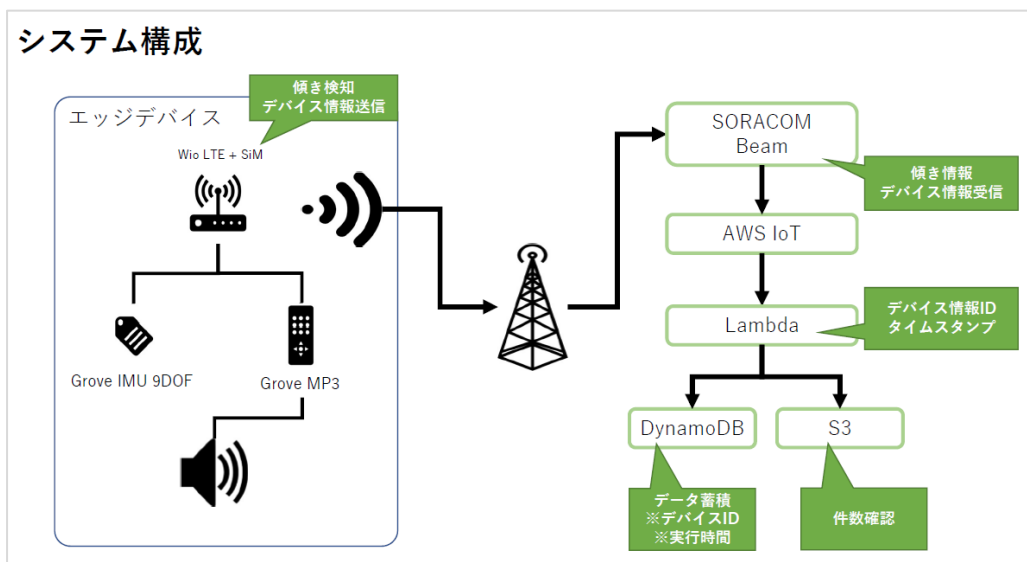 システム構成
傾き検知
デバイス情報送信
エッジデバイス
Wio LTE + SiM
Grove IMU 9DOF
Grove MP3
SORACOM
Beam
傾き情報
デバイス情報受信
AWS IoT
Lambda
デバイス情報ID
タイムスタンプ
DynamoDB
S3
データ蓄積
※デバイスID
※実行時間
件数確認